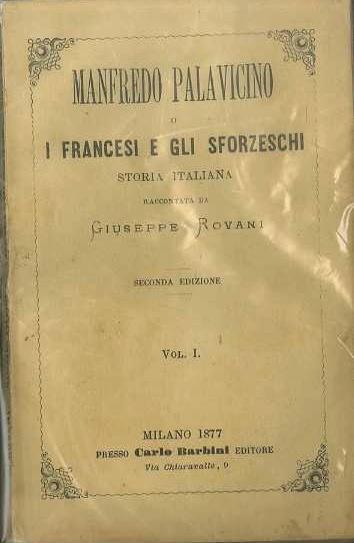 MANFREDO PALAVICINO
O
I FRANCESI E GLI SFORZESCHI
STORIA ITALIANA
RACCONTATA DA
GIUSEPPE ROVANI
SECONDA EDIZIONE
VOL. I.
MILANO 1877
PRESSO Carlo Barbini EDITORE
Via Chiaravalle, 9